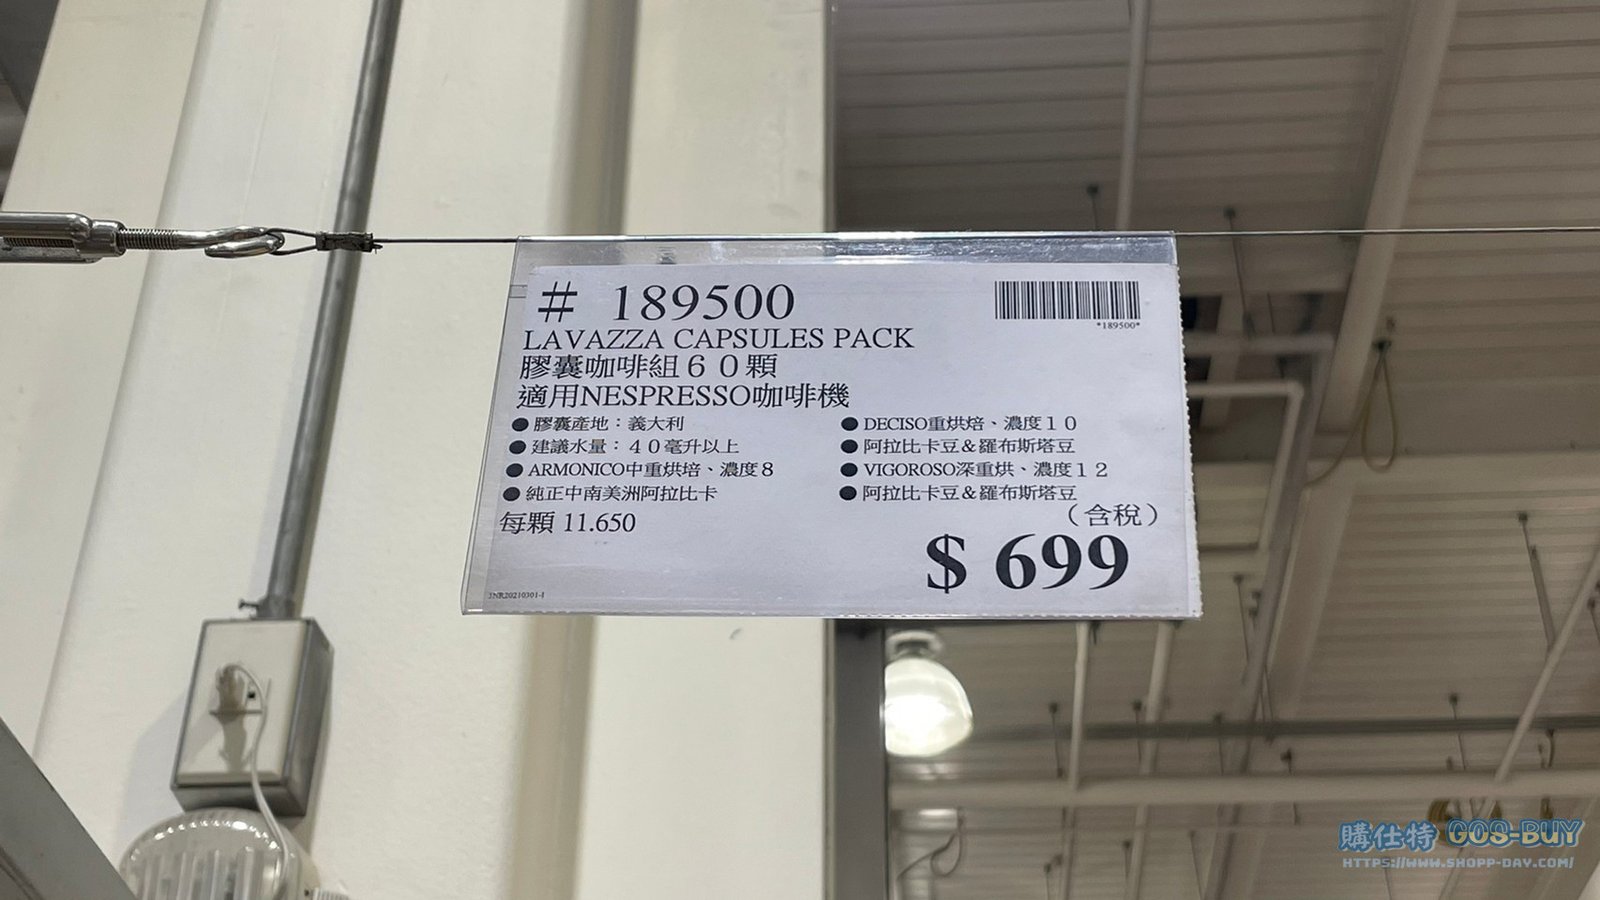 # 189500
*189500*
LAVAZZA CAPSULES PACK
膠囊咖啡組６０顆
適用NESPRESSO咖啡機
●膠囊產地：義大利
●建議水量：４０毫升以上
●ARMONICO中重烘培、濃度８
●純正中南美洲阿拉比卡
●DECISO重烘焙、濃度１０
●阿拉比卡豆＆羅布斯塔豆
●VIGOROSO深重烘、濃度１２
●阿拉比卡豆＆羅布斯塔豆
每顆 11.650
（含稅）
$ 699
購仕特 GOS-BUY
HTTPS://WWW.SHOPP-DAY.COM/